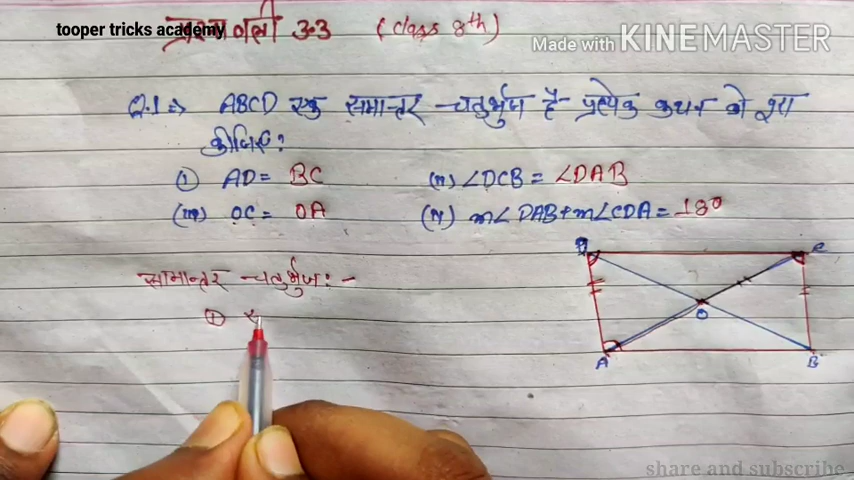 tooper tricks academy
प्रश्नावली 3.3 (class 8th)
Made with KINEMASTER
Q.1 ⇒ ABCD एक समान्तर चतुर्भुज है प्रत्येक कथन को पूरा
कीजिए?
(i) AD = BC (ii) ∠DCB = ∠DAB
(iii) OC = OA (iv) m∠DAB + m∠CDA = 180
सामान्तर चतुर्भुज :-
① र
D C
O
A B
share and subscribe